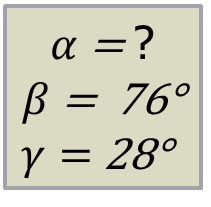 α = ?
β = 76°
γ = 28°